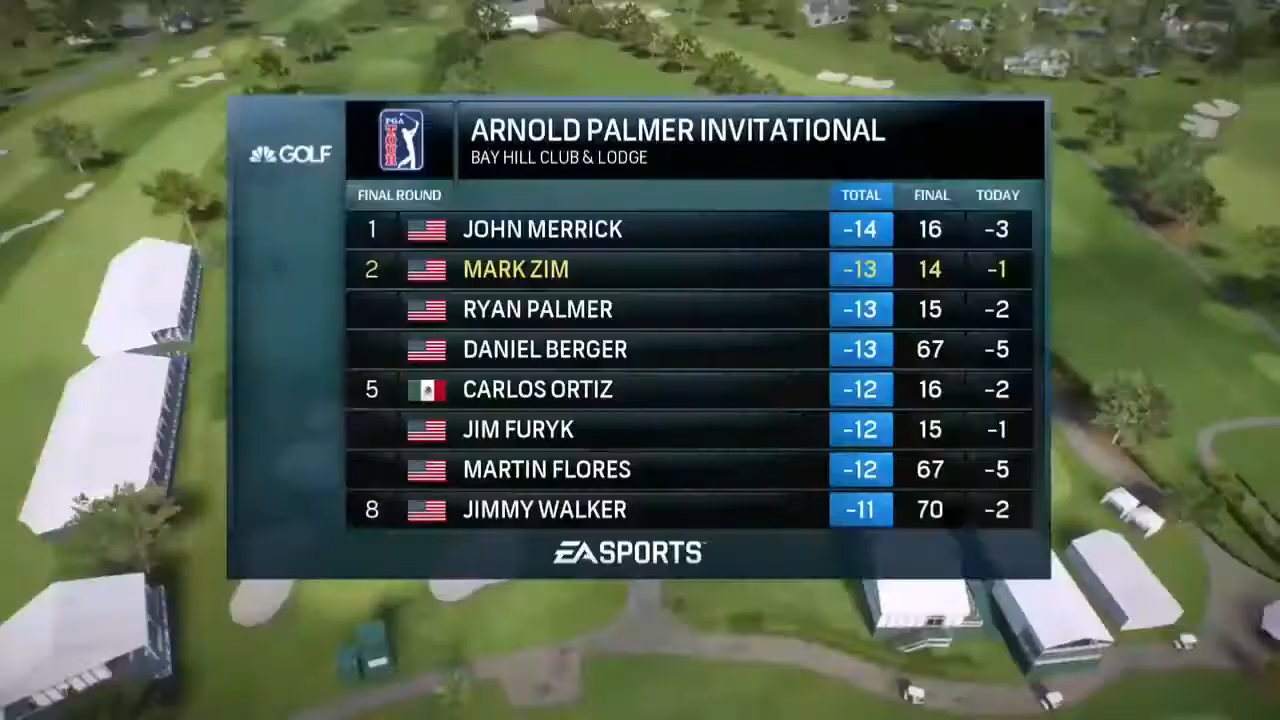 GOLF
PGA TOUR
ARNOLD PALMER INVITATIONAL
BAY HILL CLUB & LODGE
FINAL ROUND TOTAL FINAL TODAY
1 JOHN MERRICK -14 16 -3
2 MARK ZIM -13 14 -1
RYAN PALMER -13 15 -2
DANIEL BERGER -13 67 -5
5 CARLOS ORTIZ -12 16 -2
JIM FURYK -12 15 -1
MARTIN FLORES -12 67 -5
8 JIMMY WALKER -11 70 -2
EA SPORTS